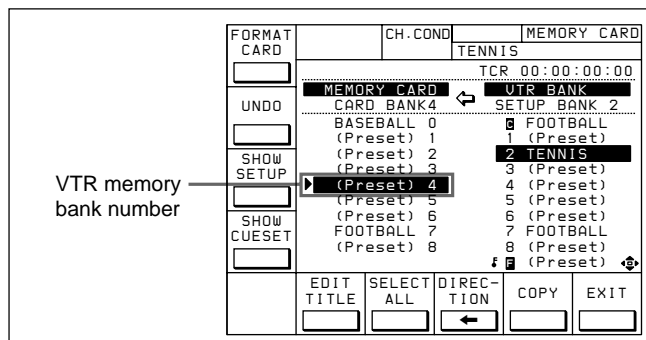 FORMAT CARD
CH.COND
MEMORY CARD
TENNIS
TCR 00:00:00:00
UNDO
SHOW SETUP
SHOW CUESET
VTR memory bank number
MEMORY CARD
CARD BANK4
BASEBALL 0
(Preset) 1
(Preset) 2
(Preset) 3
(Preset) 4
(Preset) 5
(Preset) 6
FOOTBALL 7
(Preset) 8
VTR BANK
SETUP BANK 2
C FOOTBALL
1 (Preset)
2 TENNIS
3 (Preset)
4 (Preset)
5 (Preset)
6 (Preset)
7 FOOTBALL
8 (Preset)
F (Preset)
EDIT TITLE
SELECT ALL
DIREC-TION
COPY
EXIT